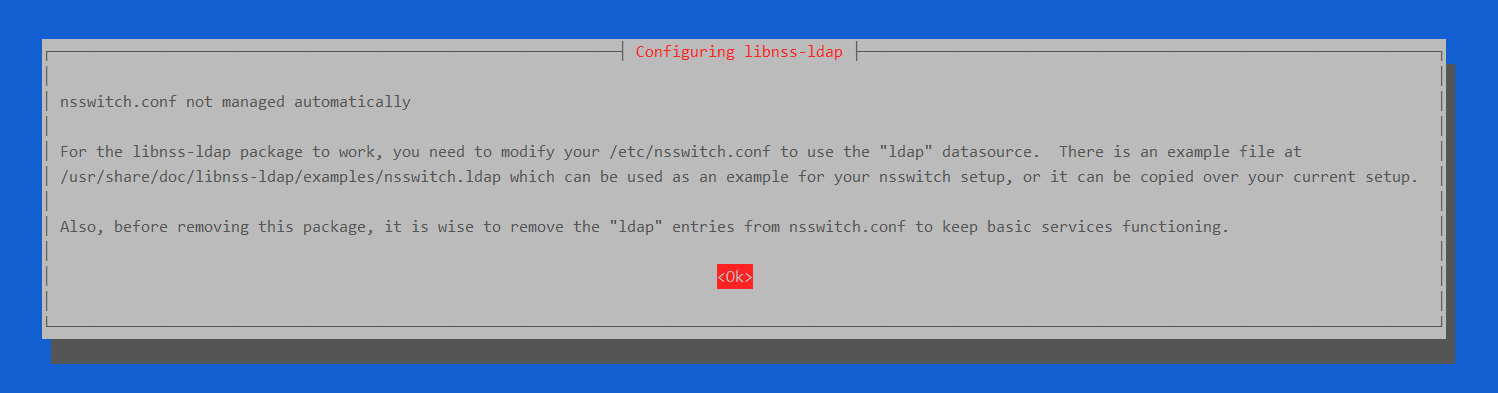 Configuring libnss-ldap
nsswitch.conf not managed automatically
For the libnss-ldap package to work, you need to modify your /etc/nsswitch.conf to use the "ldap" datasource.  There is an example file at
/usr/share/doc/libnss-ldap/examples/nsswitch.ldap which can be used as an example for your nsswitch setup, or it can be copied over your current setup.
Also, before removing this package, it is wise to remove the "ldap" entries from nsswitch.conf to keep basic services functioning.
<Ok>